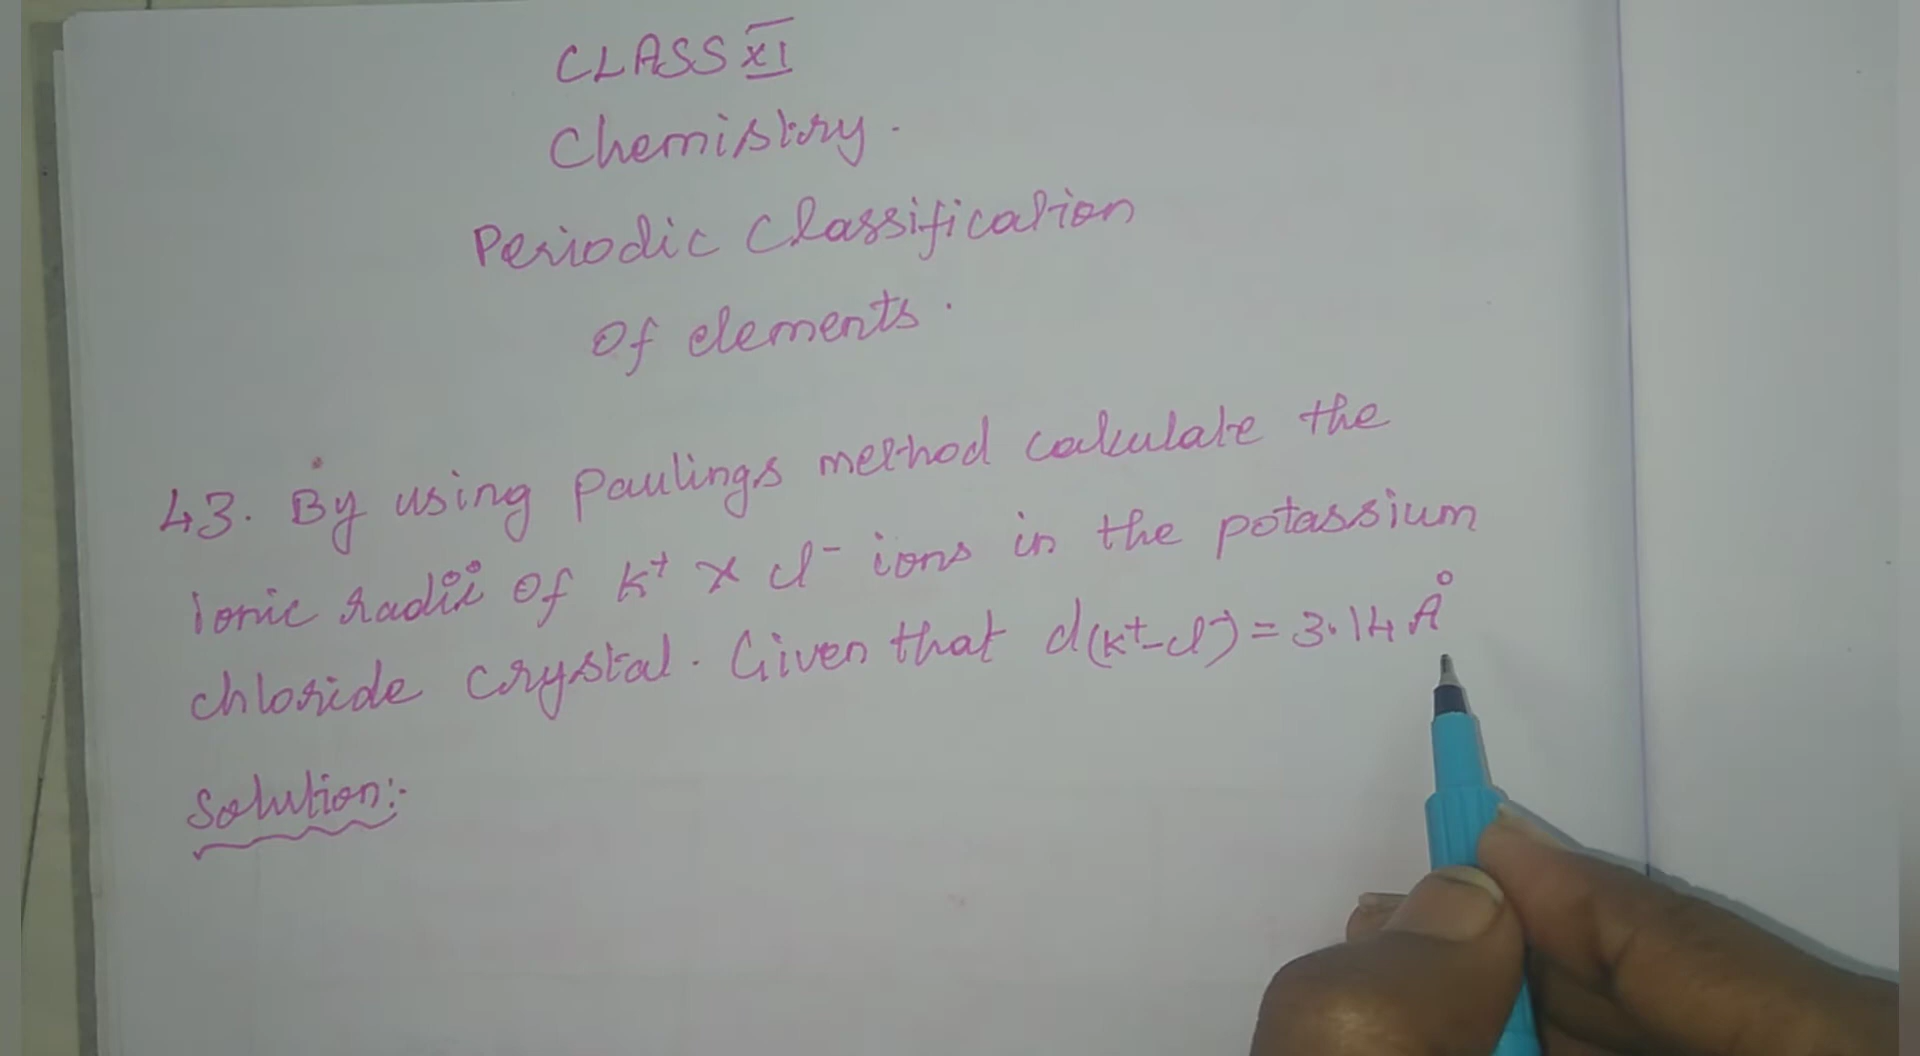 CLASS XI
Chemistry.
Periodic Classification
Of elements.
43. By using Paulings method calculate the
ionic radii of K⁺ & Cl⁻ ions in the potassium
chloride crystal. Given that d(K⁺-Cl⁻) = 3.14 Å
Solution:-